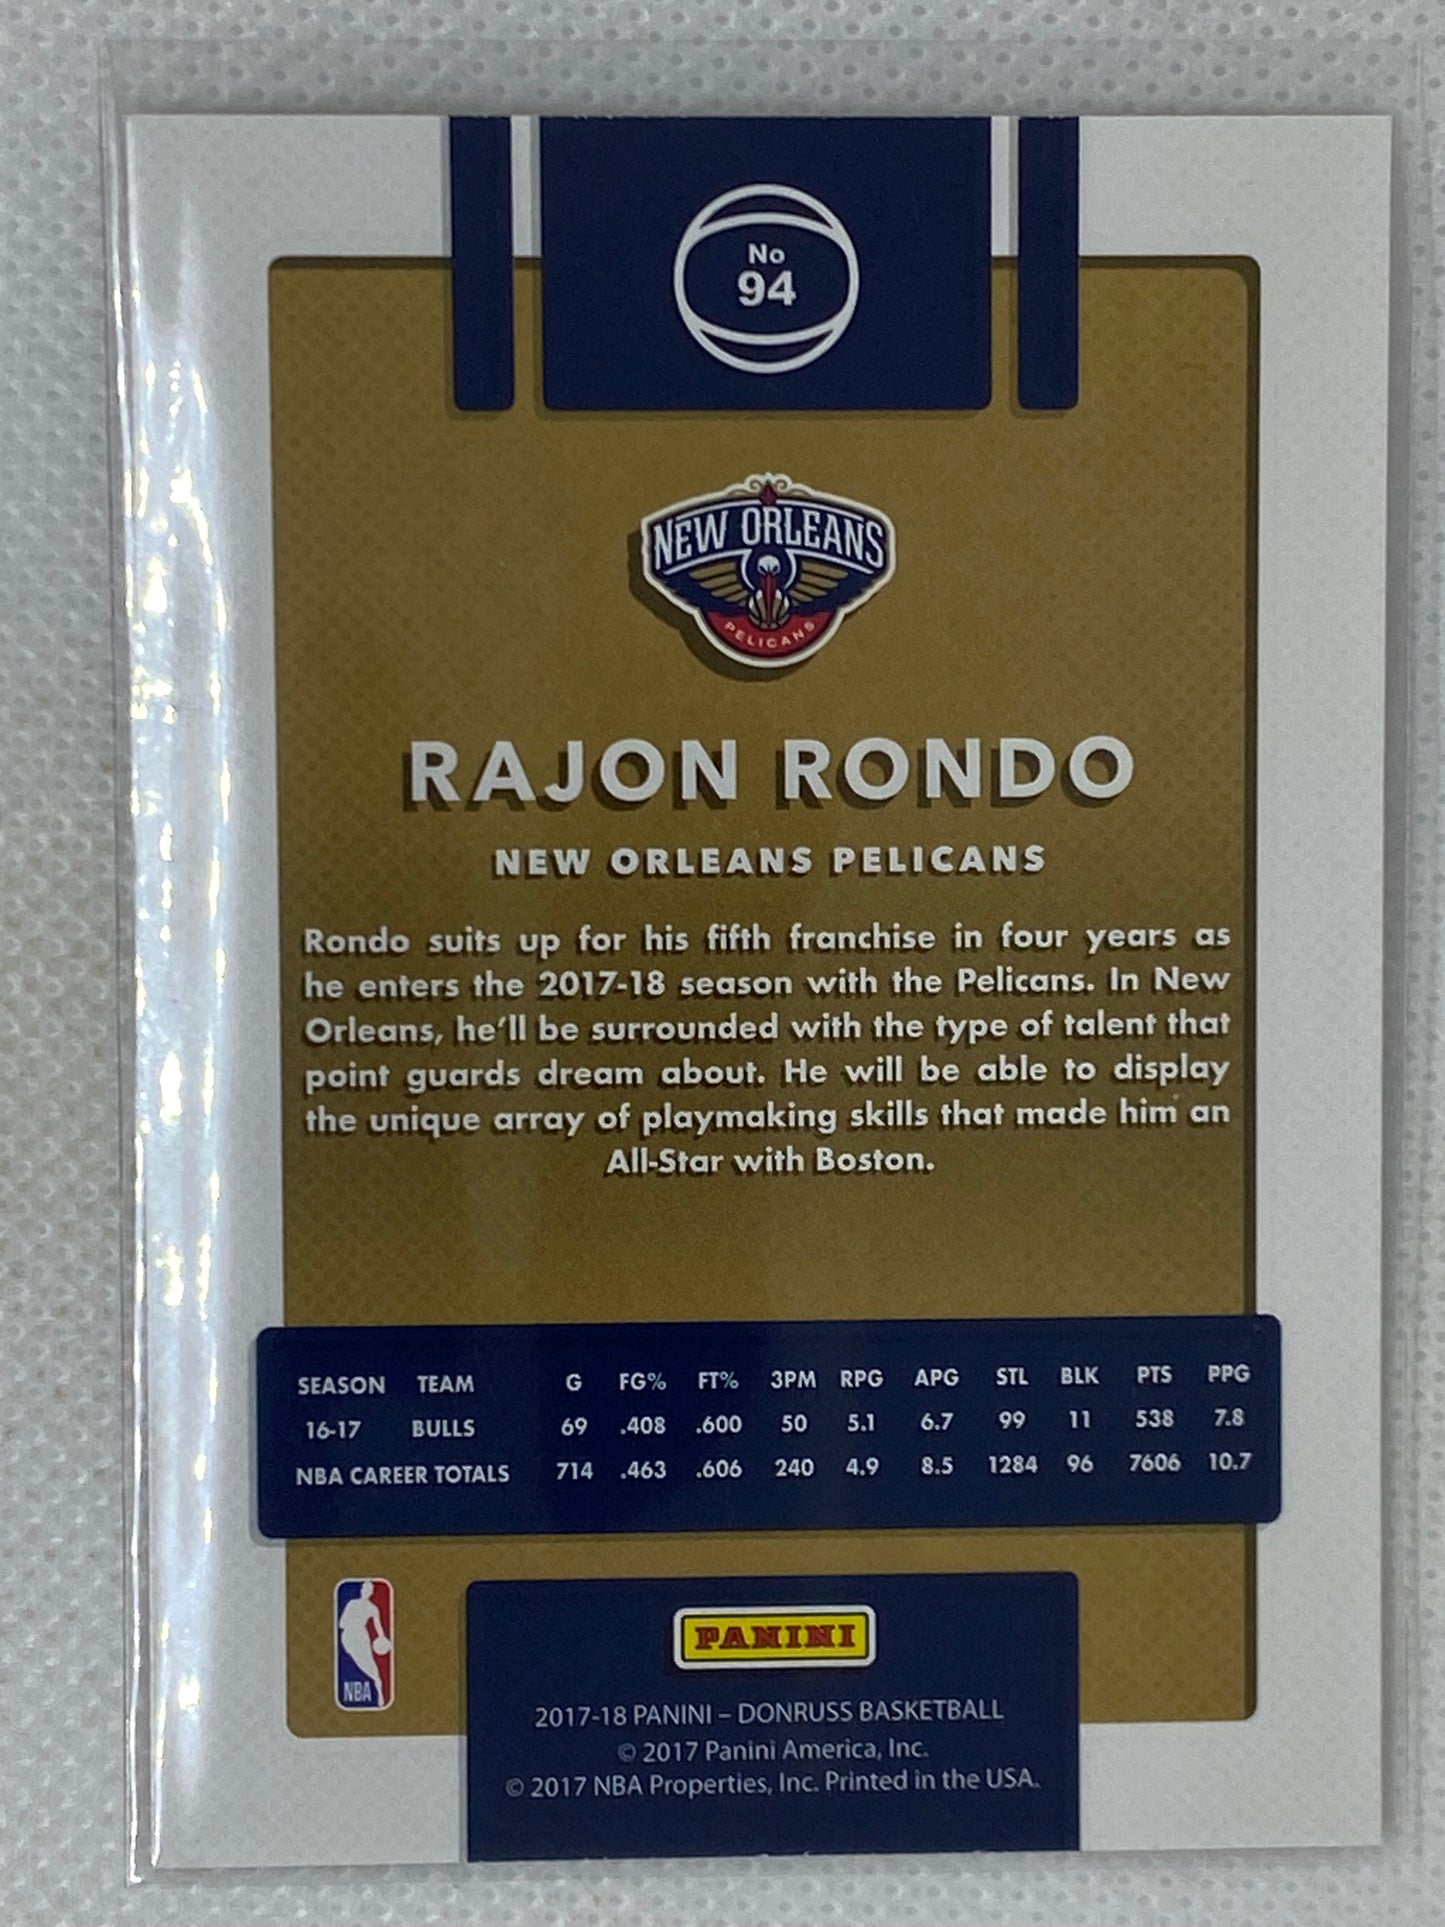 No
94
NEW ORLEANS
PELICANS
RAJON RONDO
NEW ORLEANS PELICANS
Rondo suits up for his fifth franchise in four years as
he enters the 2017-18 season with the Pelicans. In New
Orleans, he'll be surrounded with the type of talent that
point guards dream about. He will be able to display
the unique array of playmaking skills that made him an
All-Star with Boston.
SEASON TEAM G FG% FT% 3PM RPG APG STL BLK PTS PPG
16-17 BULLS 69 .408 .600 50 5.1 6.7 99 11 538 7.8
NBA CAREER TOTALS 714 .463 .606 240 4.9 8.5 1284 96 7606 10.7
NBA
PANINI
2017-18 PANINI – DONRUSS BASKETBALL
© 2017 Panini America, Inc.
© 2017 NBA Properties, Inc. Printed in the USA.